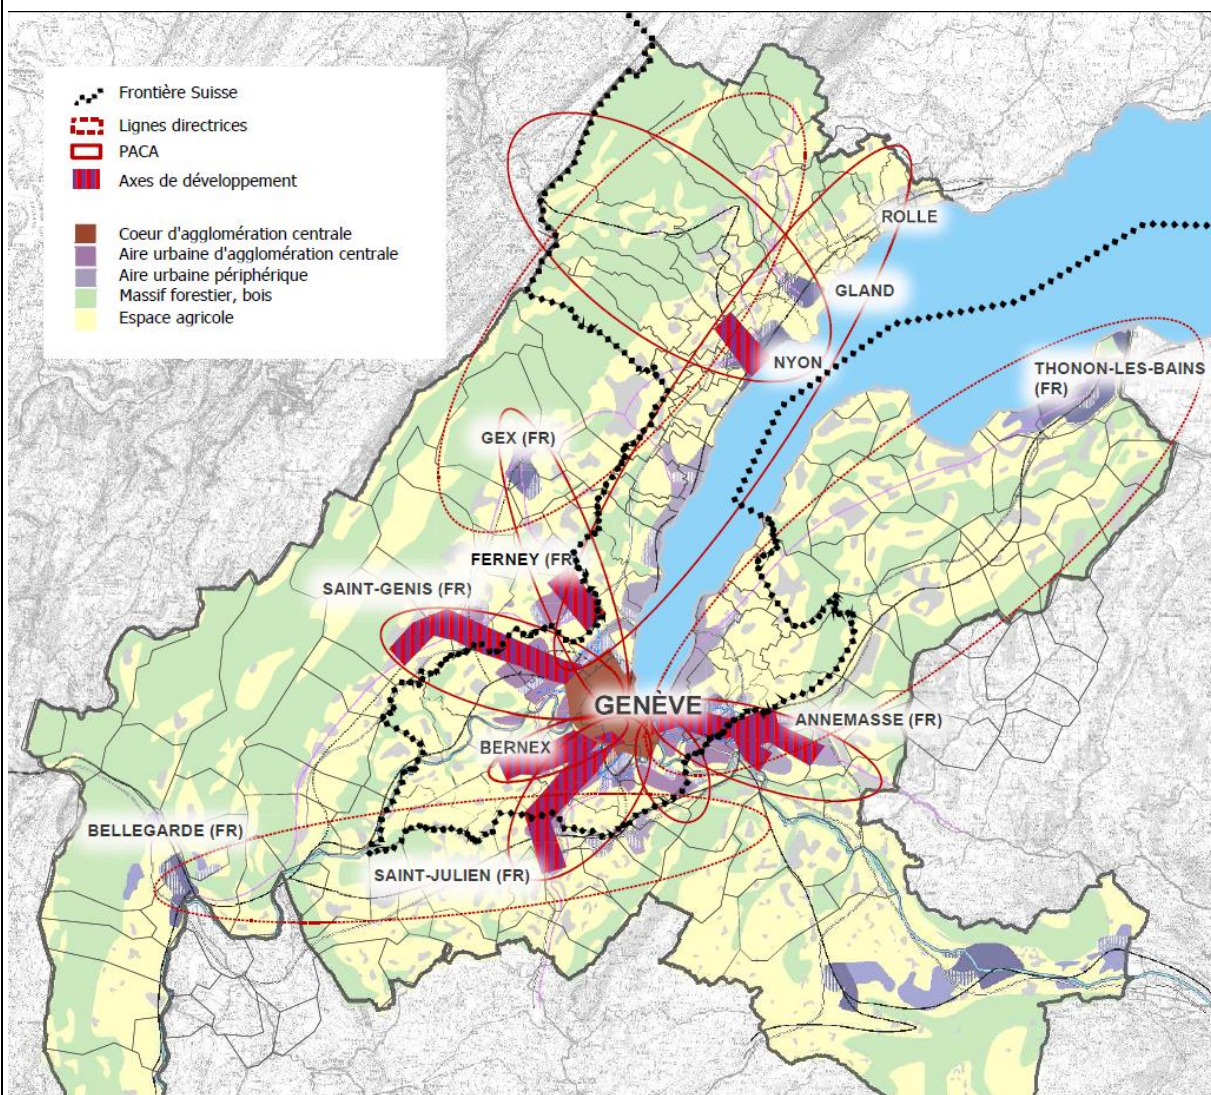 Frontière Suisse
Lignes directrices
PACA
Axes de développement
Coeur d'agglomération centrale
Aire urbaine d'agglomération centrale
Aire urbaine périphérique
Massif forestier, bois
Espace agricole
ROLLE
GLAND
NYON
THONON-LES-BAINS
(FR)
GEX (FR)
FERNEY (FR
SAINT-GENIS (FR)
GENÈVE
ANNEMASSE (FR)
BERNEX
BELLEGARDE (FR)
SAINT-JULIEN (FR)